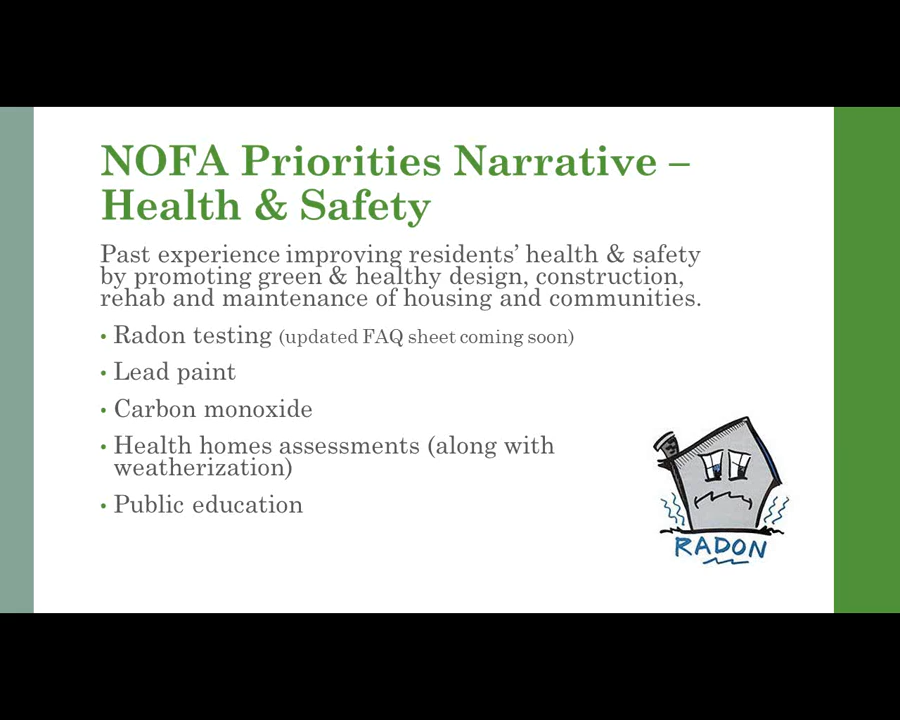 NOFA Priorities Narrative –
Health & Safety
Past experience improving residents’ health & safety
by promoting green & healthy design, construction,
rehab and maintenance of housing and communities.
• Radon testing (updated FAQ sheet coming soon)
• Lead paint
• Carbon monoxide
• Health homes assessments (along with
weatherization)
• Public education
RADON